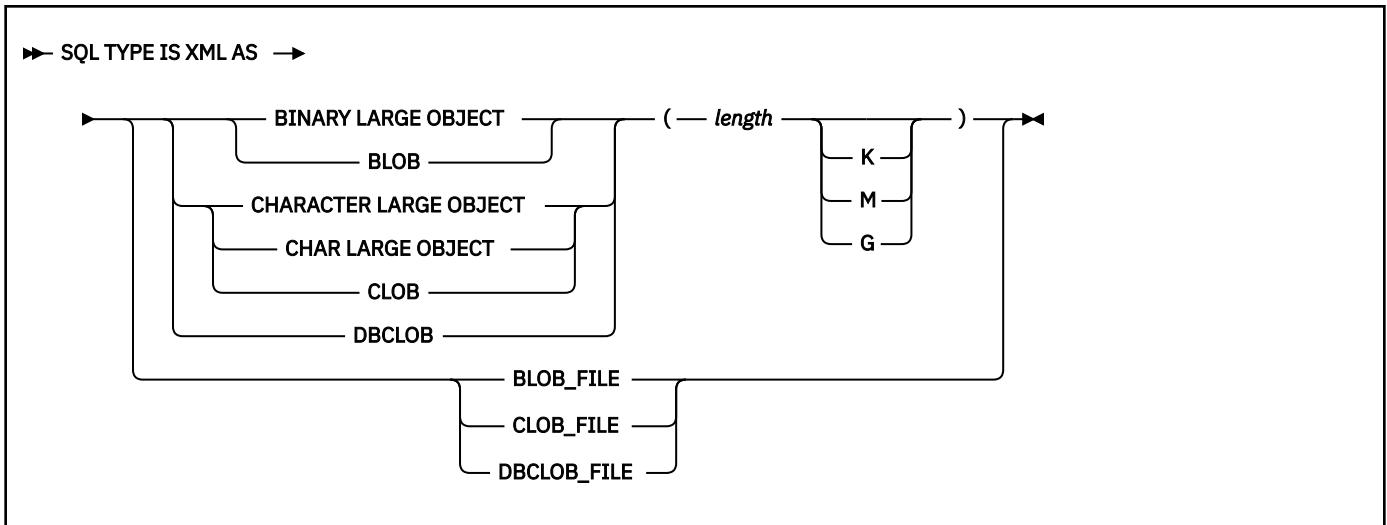 SQL TYPE IS XML AS
BINARY LARGE OBJECT ( length )
BLOB K
CHARACTER LARGE OBJECT M
CHAR LARGE OBJECT G
CLOB
DBCLOB
BLOB_FILE
CLOB_FILE
DBCLOB_FILE